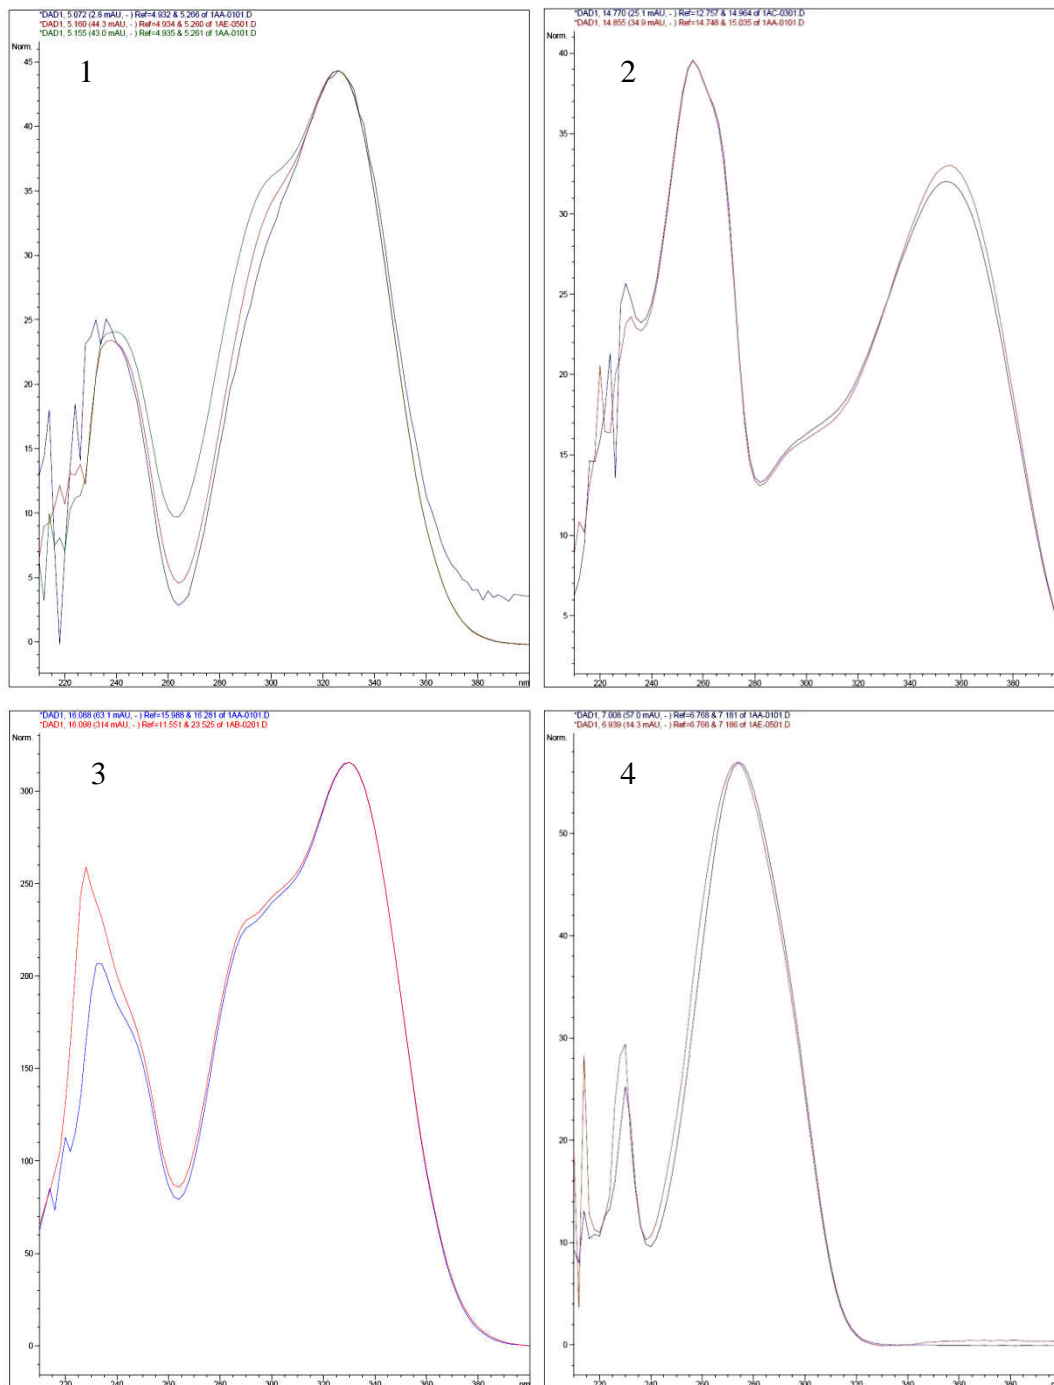 *DAD1, 5.072 (2.8 mAU, - ) Ref=4.932 & 5.266 of 1AA-0101.D
*DAD1, 5.160 (44.3 mAU, - ) Ref=4.934 & 5.260 of 1AE-0501.D
*DAD1, 5.155 (43.0 mAU, - ) Ref=4.935 & 5.261 of 1AA-0101.D
Norm.
1
45
40
35
30
25
20
15
10
5
0
220 240 260 280 300 320 340 360 380 nm
*DAD1, 14.770 (25.1 mAU, - ) Ref=12.757 & 14.964 of 1AC-0301.D
*DAD1, 14.855 (34.9 mAU, - ) Ref=14.748 & 15.035 of 1AA-0101.D
Norm.
2
40
35
30
25
20
15
10
5
220 240 260 280 300 320 340 360 380
*DAD1, 16.088 (63.1 mAU, - ) Ref=15.988 & 16.281 of 1AA-0101.D
*DAD1, 16.098 (314 mAU, - ) Ref=11.551 & 23.525 of 1AB-0201.D
Norm.
3
300
250
200
150
100
50
0
220 240 260 280 300 320 340 360 380 nm
*DAD1, 7.008 (57.0 mAU, - ) Ref=6.768 & 7.181 of 1AA-0101.D
*DAD1, 6.939 (14.3 mAU, - ) Ref=6.766 & 7.186 of 1AE-0501.D
Norm.
4
50
40
30
20
10
0
220 240 260 280 300 320 340 360 380